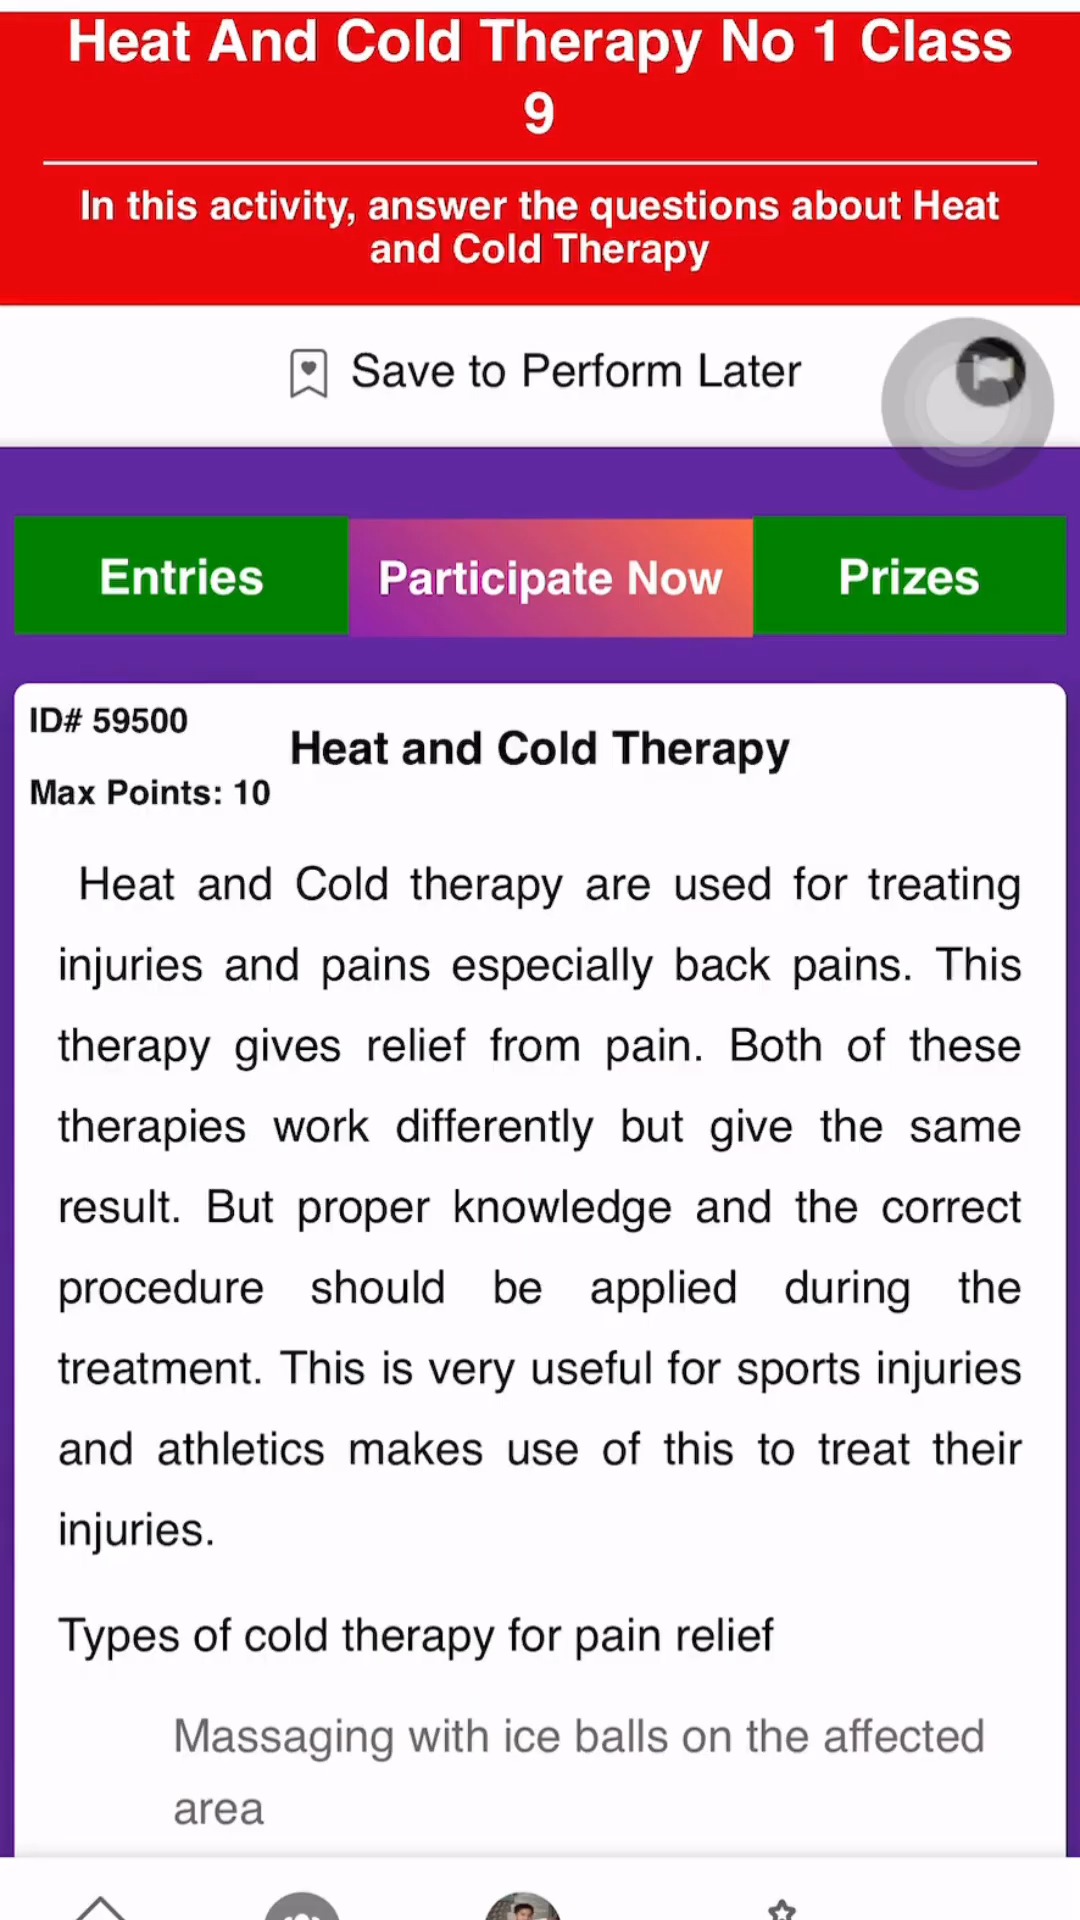 Heat And Cold Therapy No 1 Class
9
In this activity, answer the questions about Heat
and Cold Therapy
Save to Perform Later
Entries
Participate Now
Prizes
ID# 59500
Heat and Cold Therapy
Max Points: 10
Heat and Cold therapy are used for treating
injuries and pains especially back pains. This
therapy gives relief from pain. Both of these
therapies work differently but give the same
result. But proper knowledge and the correct
procedure should be applied during the
treatment. This is very useful for sports injuries
and athletics makes use of this to treat their
injuries.
Types of cold therapy for pain relief
Massaging with ice balls on the affected
area